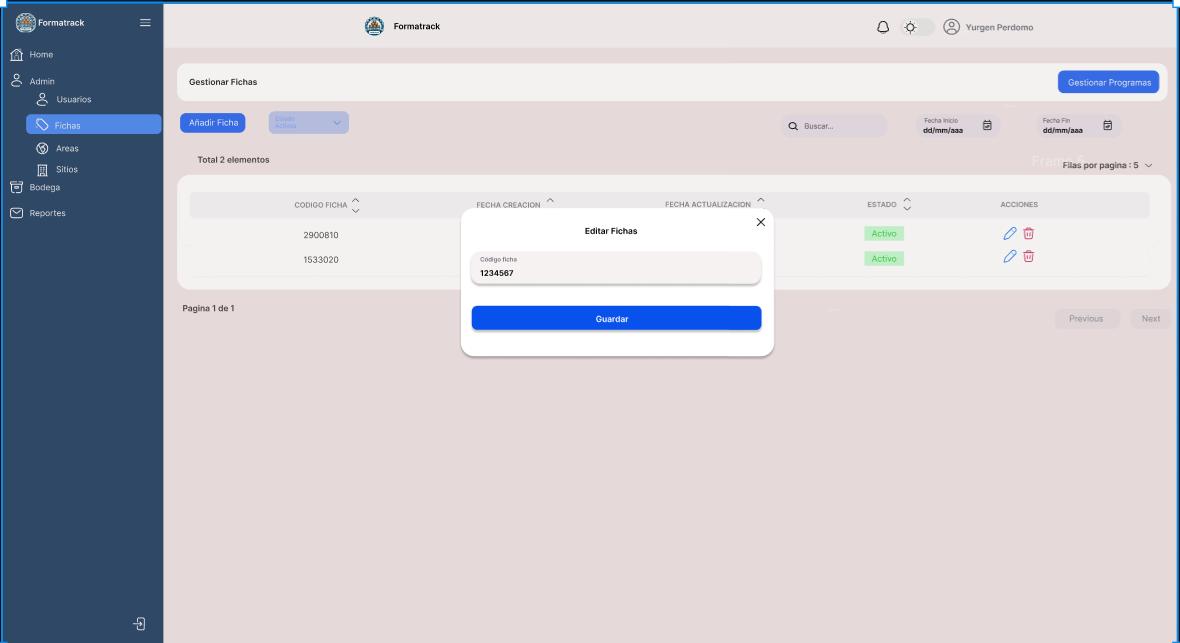 Formatrack
Formatrack
Yurgen Perdomo
Home
Admin
Usuarios
Fichas
Areas
Sitios
Bodega
Reportes
Gestionar Fichas
Gestionar Programas
Añadir Ficha
Estado
Activos
Buscar...
Fecha Inicio
dd/mm/aaa
Fecha Fin
dd/mm/aaa
Total 2 elementos
Filas por pagina : 5
CODIGO FICHA
FECHA CREACION
FECHA ACTUALIZACION
ESTADO
ACCIONES
2900810
Activo
1533020
Activo
Editar Fichas
Código ficha
1234567
Guardar
Pagina 1 de 1
Previous
Next